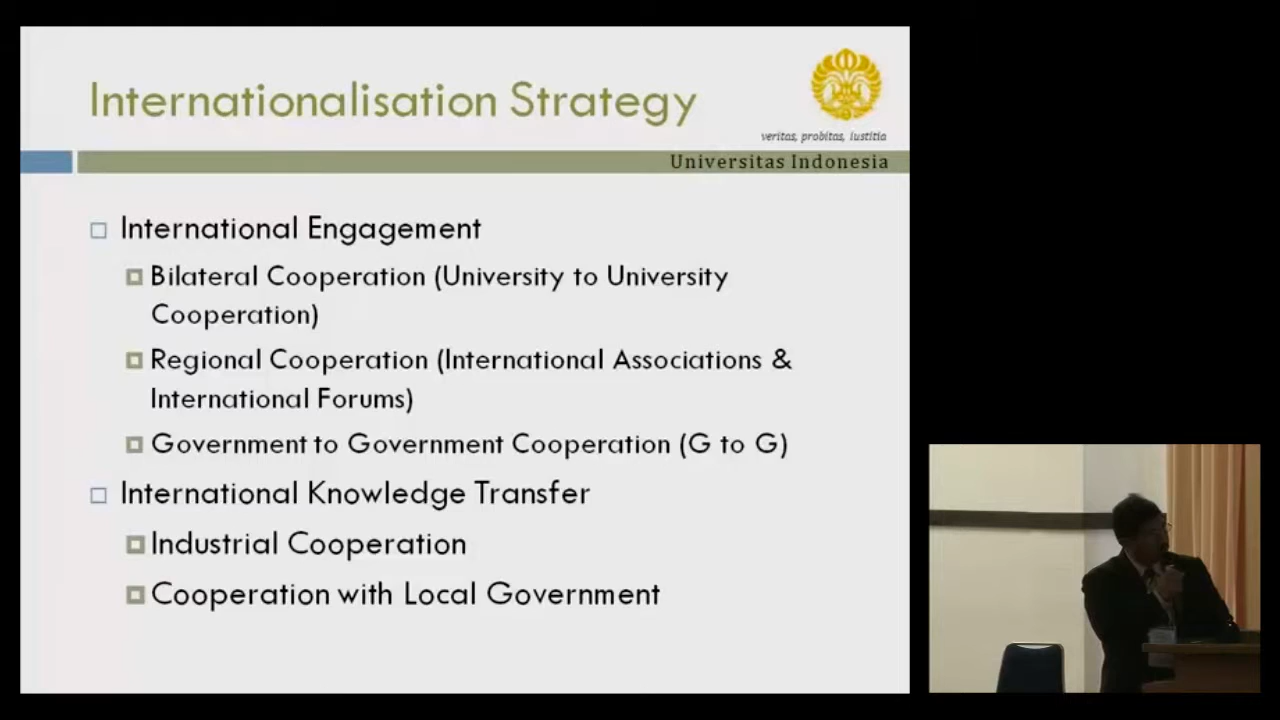 Internationalisation Strategy
veritas, probitas, iustitia
Universitas Indonesia
International Engagement
Bilateral Cooperation (University to University
Cooperation)
Regional Cooperation (International Associations &
International Forums)
Government to Government Cooperation (G to G)
International Knowledge Transfer
Industrial Cooperation
Cooperation with Local Government